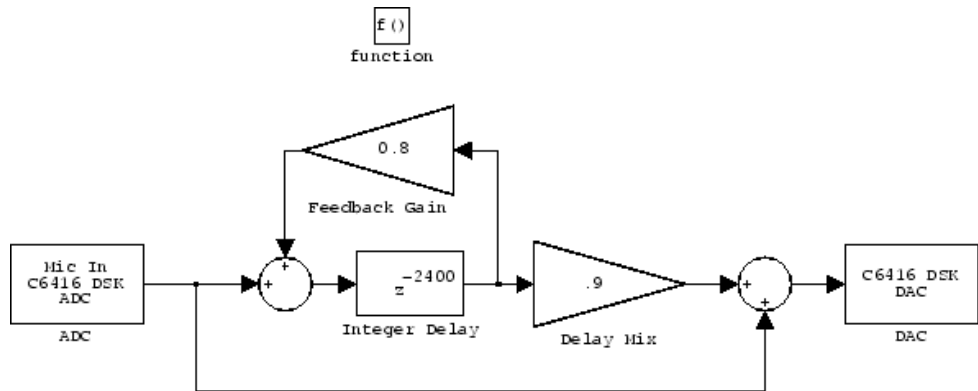 f()
function
0.8
Feedback Gain
Mic In
C6416 DSK
ADC
ADC
+
+
z^-2400
Integer Delay
.9
Delay Mix
+
+
C6416 DSK
DAC
DAC